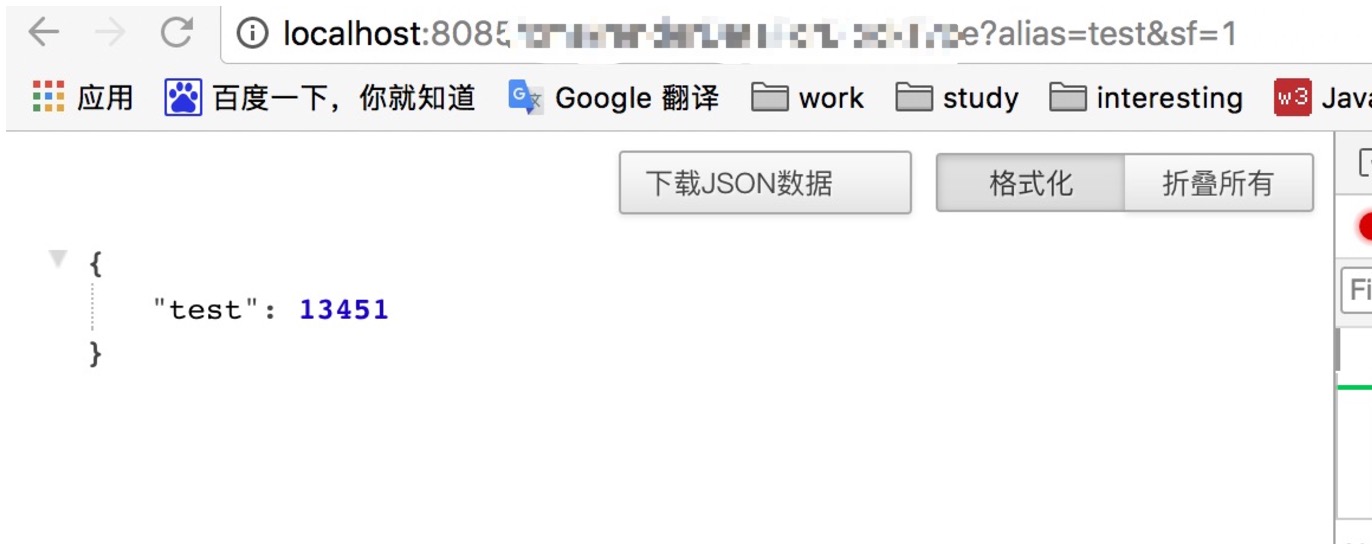 localhost:8085 e?alias=test&sf=1
应用 百度一下，你就知道 Google 翻译 work study interesting w3 Java
下载JSON数据 格式化 折叠所有
{
"test": 13451
}
Fi